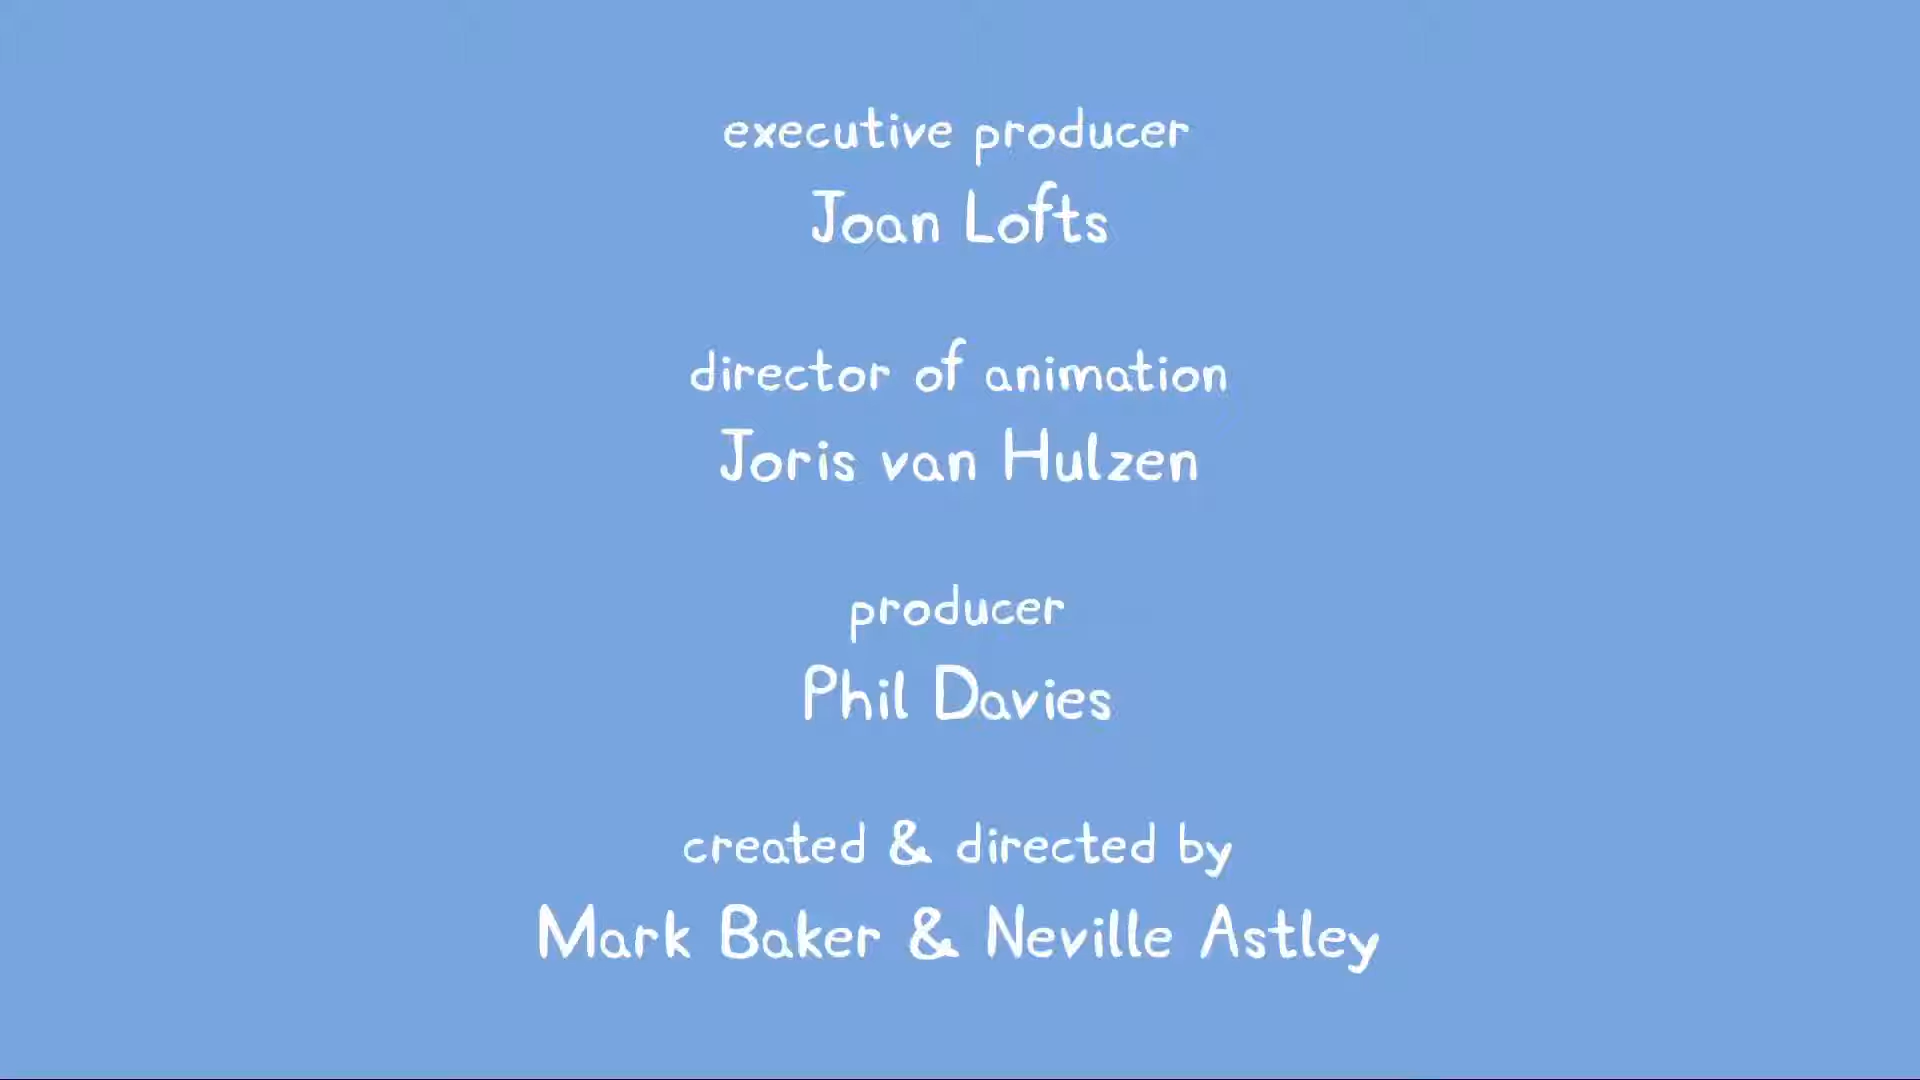 executive producer
Joan Lofts
director of animation
Joris van Hulzen
producer
Phil Davies
created & directed by
Mark Baker & Neville Astley